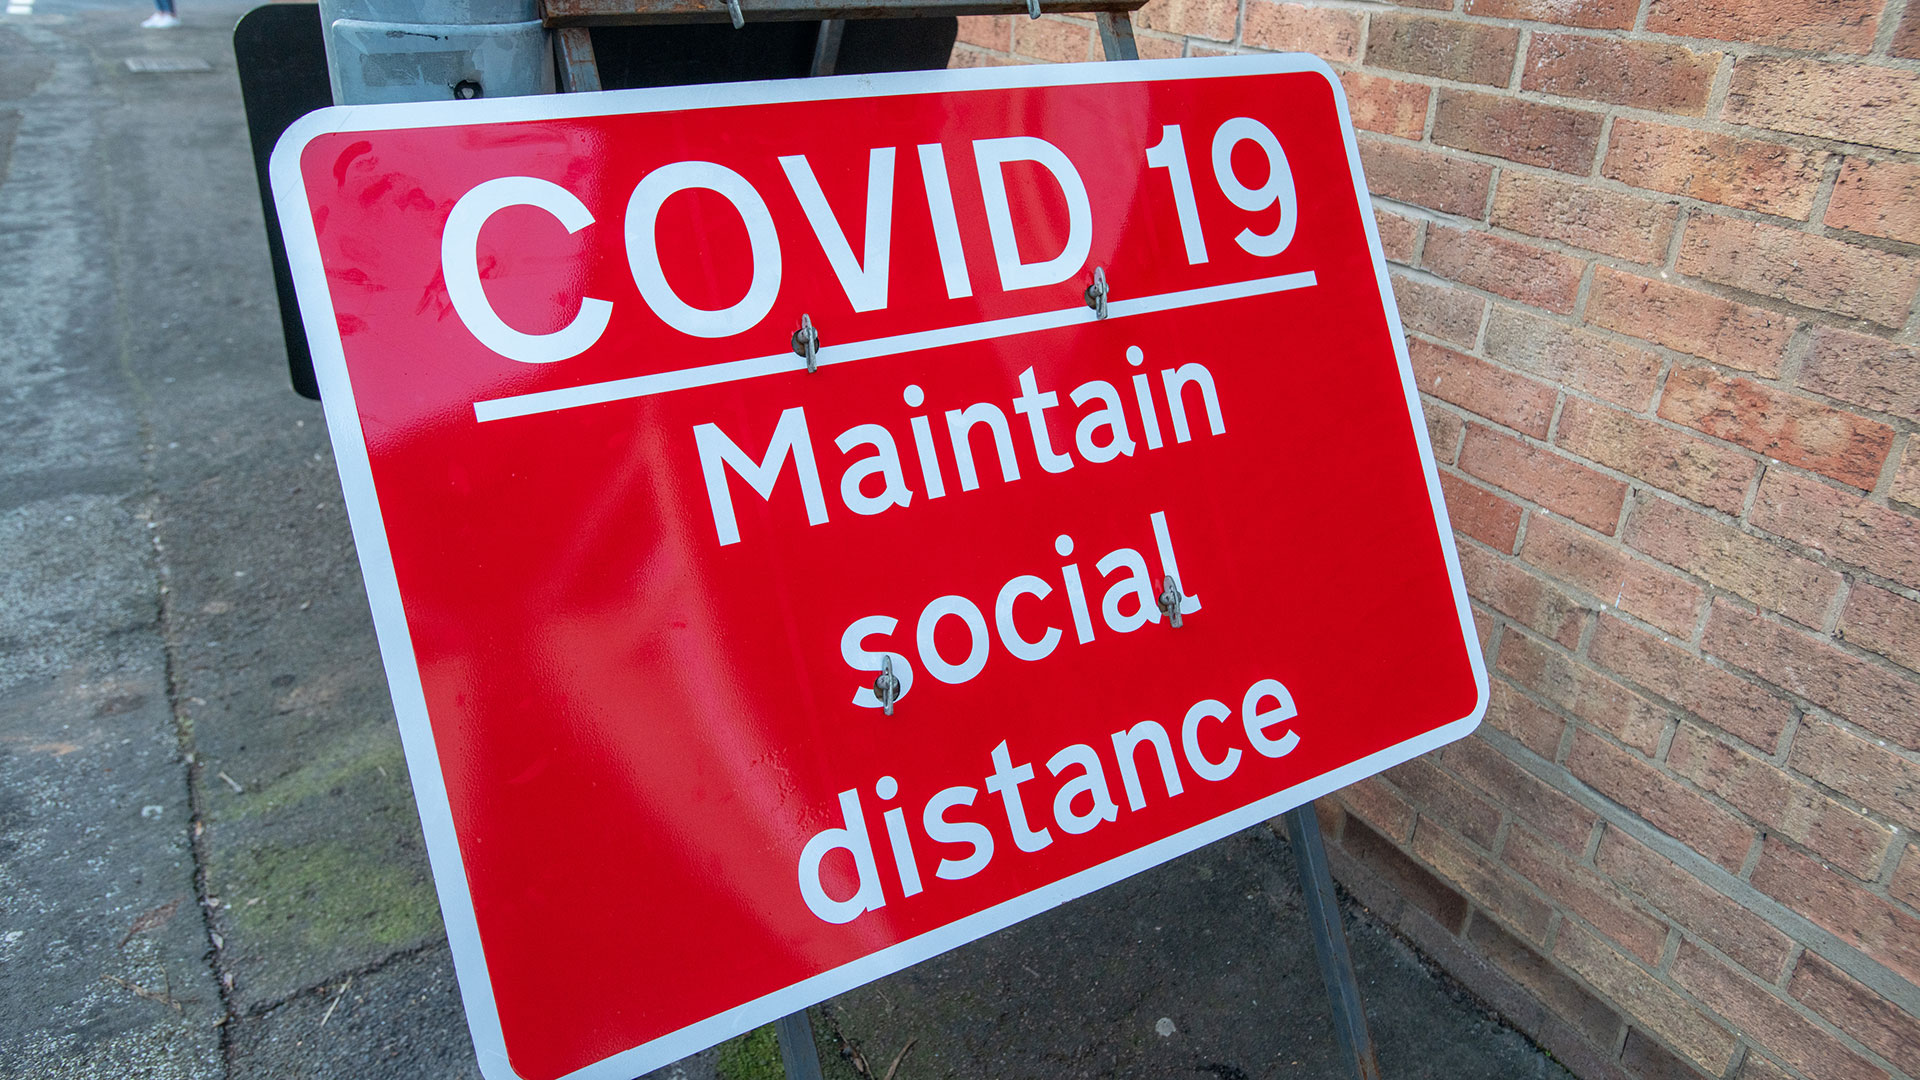 COVID 19
Maintain
social
distance